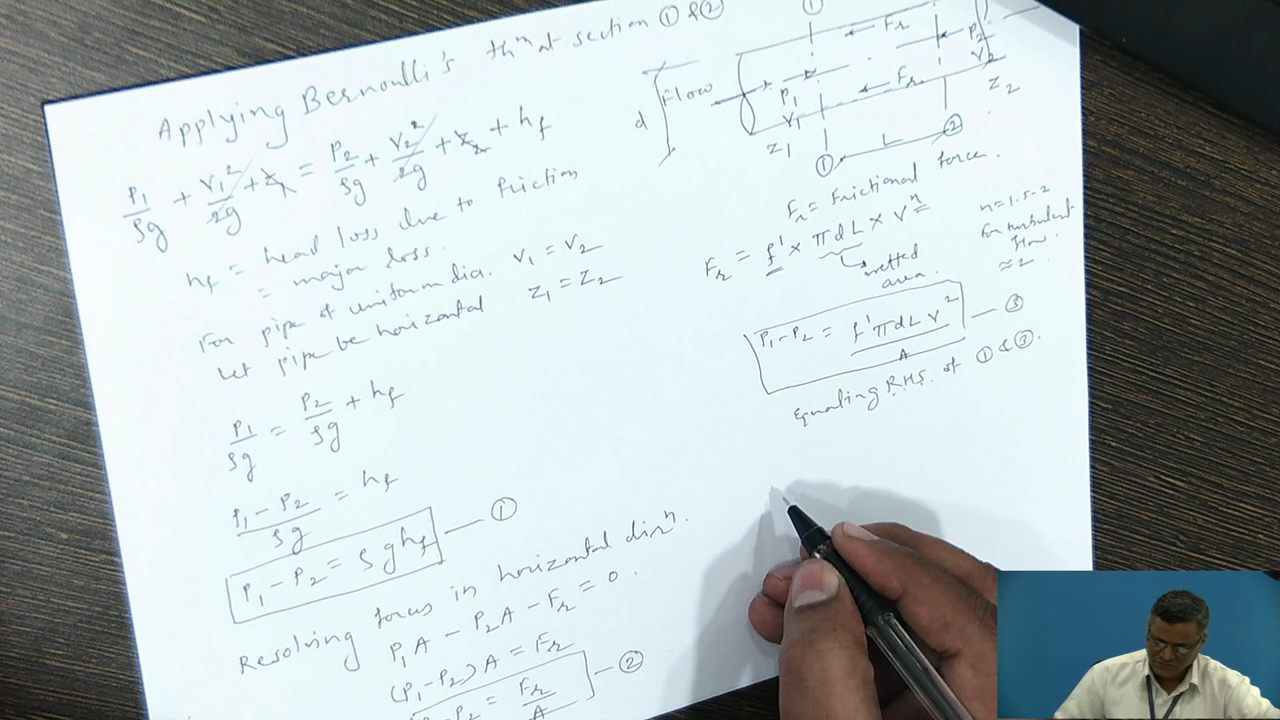 Applying Bernoulli's thⁿ at section ① & ②
P₁/ρg + V₁²/2g + Z₁ = P₂/ρg + V₂²/2g + Z₂ + hf
hf = head loss due to friction
= major loss.
For pipe of uniform dia. V₁ = V₂
Let pipe be horizontal Z₁ = Z₂
P₁/ρg = P₂/ρg + hf
P₁ - P₂/ρg = hf
P₁ - P₂ = ρghf — ①
Resolving forces in horizontal dirⁿ.
P₁A - P₂A - Fr = 0.
(P₁-P₂)A = Fr
P₂ = Fr/A — ②
①
Fr
P₂
d
Flow
P₁
Fr
V₂
V₁
Z₂
Z₁
①
L
②
Fr = Frictional force.
Fr = f' × πdL × Vⁿ
wetted
area.
n=1.5-2
For turbulent
flow.
≈2.
P₁-P₂ = f'πdLV²/A — ③
Equating R.H.S. of ① & ③.